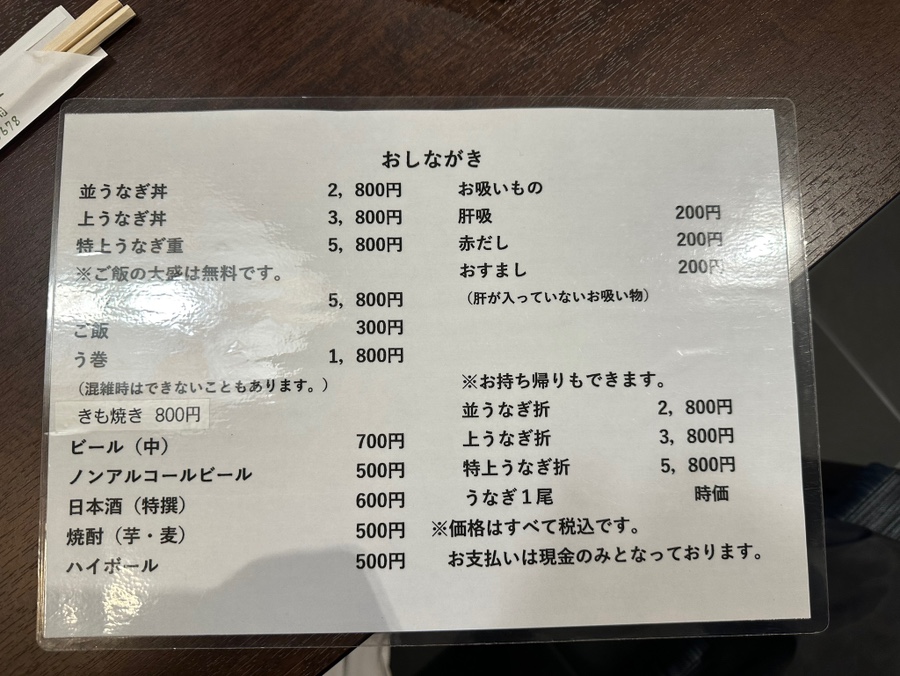 おしながき
並うなぎ丼 2，800円
上うなぎ丼 3，800円
特上うなぎ重 5，800円
※ご飯の大盛は無料です。
5，800円
ご飯 300円
う巻 1，800円
（混雑時はできないこともあります。）
きも焼き 800円
ビール（中） 700円
ノンアルコールビール 500円
日本酒（特撰） 600円
焼酎（芋・麦） 500円
ハイボール 500円
お吸いもの
肝吸 200円
赤だし 200円
おすまし 200円
（肝が入っていないお吸い物）
※お持ち帰りもできます。
並うなぎ折 2，800円
上うなぎ折 3，800円
特上うなぎ折 5，800円
うなぎ１尾 時価
※価格はすべて税込です。
お支払いは現金のみとなっております。